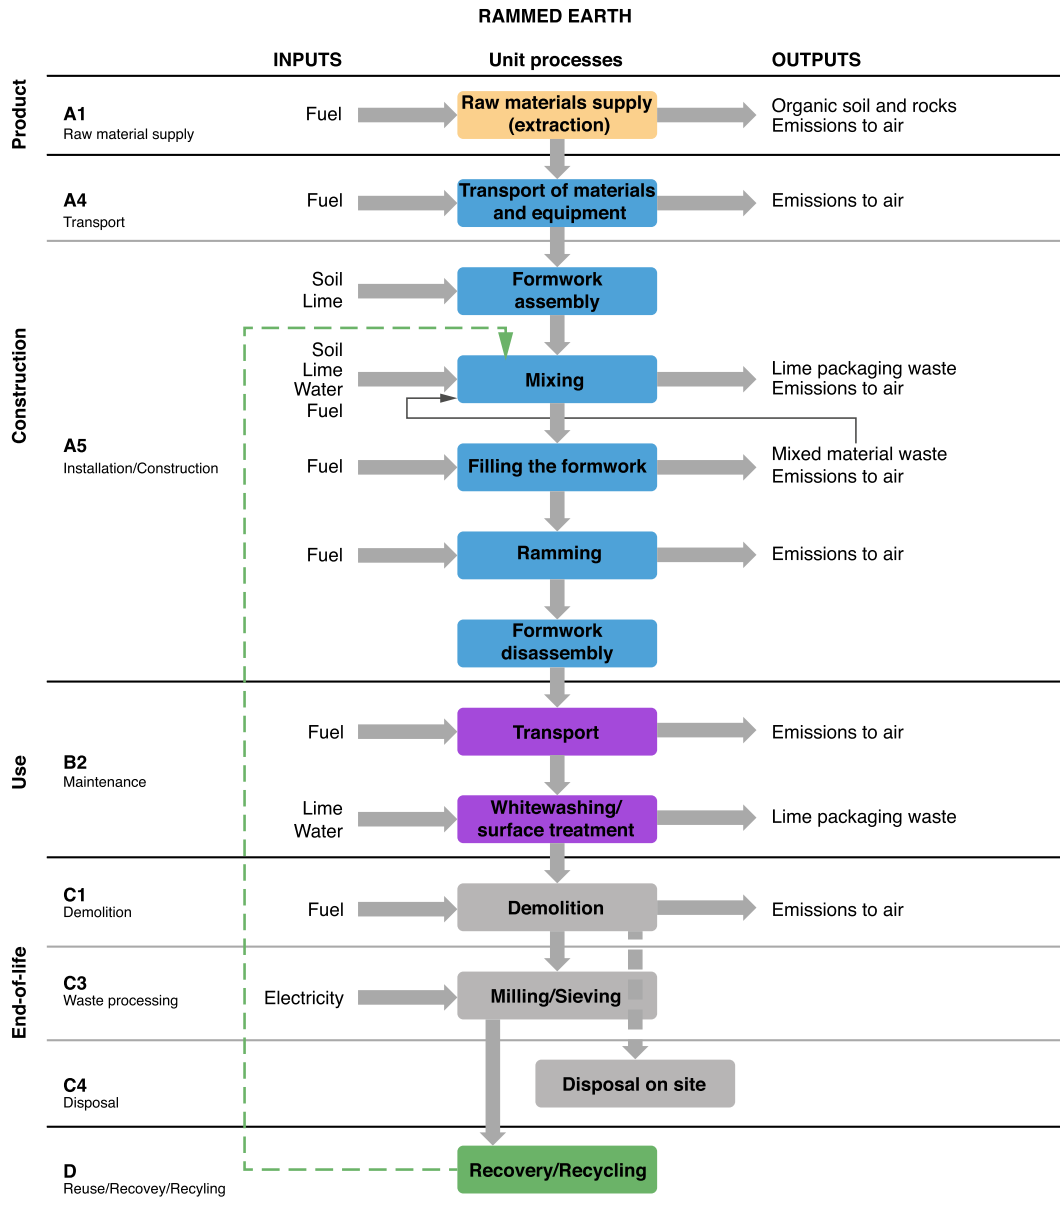 RAMMED EARTH
INPUTS
Unit processes
OUTPUTS
Product
A1
Raw material supply
Fuel
Raw materials supply
(extraction)
Organic soil and rocks
Emissions to air
A4
Transport
Fuel
Transport of materials
and equipment
Emissions to air
Construction
A5
Installation/Construction
Soil
Lime
Formwork
assembly
Soil
Lime
Water
Fuel
Mixing
Lime packaging waste
Emissions to air
Fuel
Filling the formwork
Mixed material waste
Emissions to air
Fuel
Ramming
Emissions to air
Formwork
disassembly
Use
B2
Maintenance
Fuel
Transport
Emissions to air
Lime
Water
Whitewashing/
surface treatment
Lime packaging waste
End-of-life
C1
Demolition
Fuel
Demolition
Emissions to air
C3
Waste processing
Electricity
Milling/Sieving
C4
Disposal
Disposal on site
D
Reuse/Recovey/Recyling
Recovery/Recycling